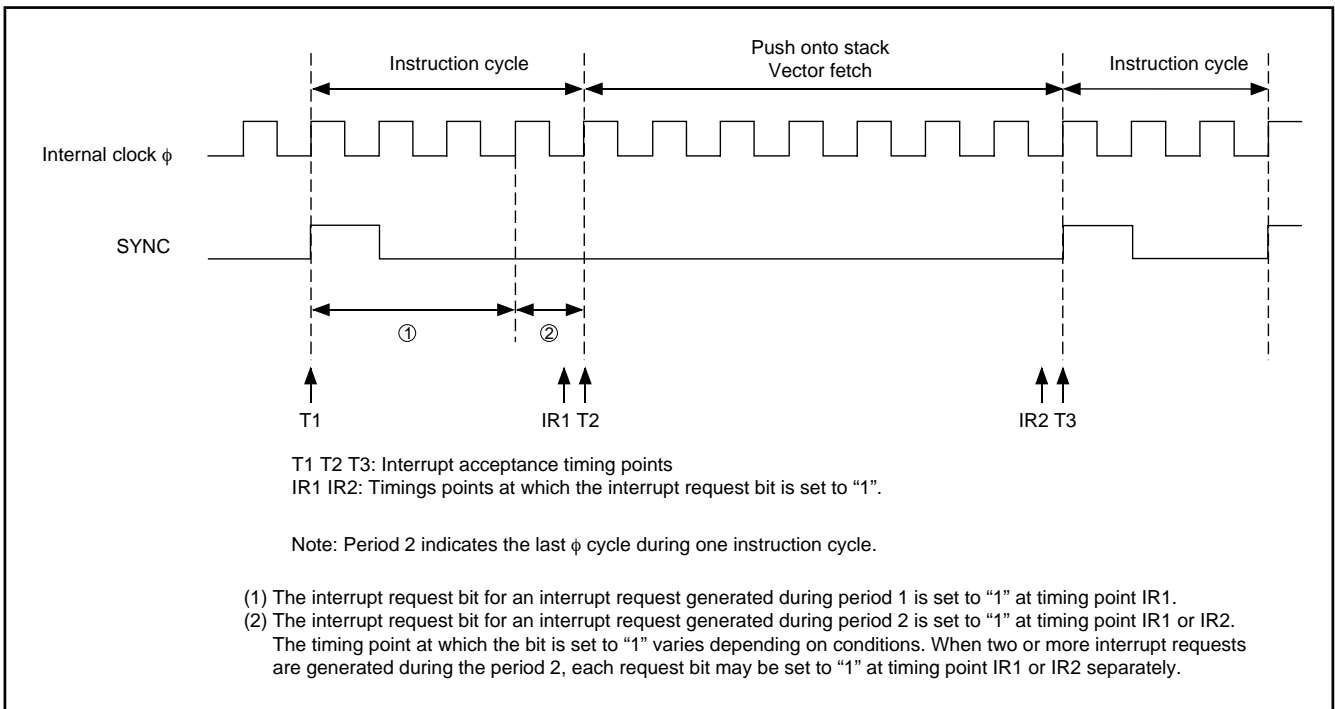 Instruction cycle
Push onto stack
Vector fetch
Instruction cycle
Internal clock ϕ
SYNC
①
②
T1
IR1 T2
IR2 T3
T1 T2 T3: Interrupt acceptance timing points
IR1 IR2: Timings points at which the interrupt request bit is set to “1”.
Note: Period 2 indicates the last ϕ cycle during one instruction cycle.
(1) The interrupt request bit for an interrupt request generated during period 1 is set to “1” at timing point IR1.
(2) The interrupt request bit for an interrupt request generated during period 2 is set to “1” at timing point IR1 or IR2.
The timing point at which the bit is set to “1” varies depending on conditions. When two or more interrupt requests
are generated during the period 2, each request bit may be set to “1” at timing point IR1 or IR2 separately.